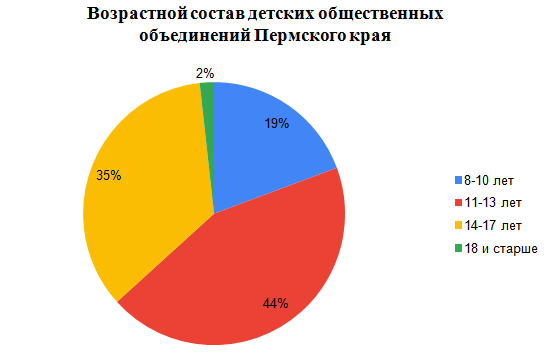 Возрастной состав детских общественных
объединений Пермского края
2%
19%
35%
44%
8-10 лет
11-13 лет
14-17 лет
18 и старше